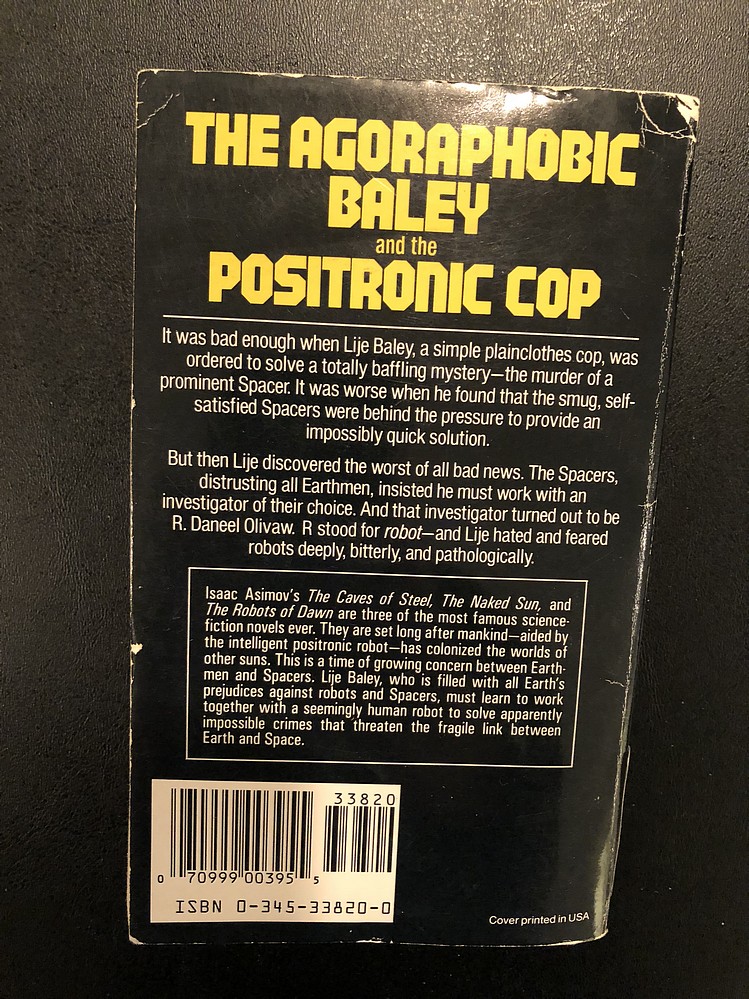 THE AGORAPHOBIC
BALEY
and the
POSITRONIC COP
It was bad enough when Lije Baley, a simple plainclothes cop, was
ordered to solve a totally baffling mystery—the murder of a
prominent Spacer. It was worse when he found that the smug, self-
satisfied Spacers were behind the pressure to provide an
impossibly quick solution.
But then Lije discovered the worst of all bad news. The Spacers,
distrusting all Earthmen, insisted he must work with an
investigator of their choice. And that investigator turned out to be
R. Daneel Olivaw. R stood for robot—and Lije hated and feared
robots deeply, bitterly, and pathologically.
Isaac Asimov's The Caves of Steel, The Naked Sun, and
The Robots of Dawn are three of the most famous science-
fiction novels ever. They are set long after mankind—aided by
the intelligent positronic robot—has colonized the worlds of
other suns. This is a time of growing concern between Earth-
men and Spacers. Lije Baley, who is filled with all Earth's
prejudices against robots and Spacers, must learn to work
together with a seemingly human robot to solve apparently
impossible crimes that threaten the fragile link between
Earth and Space.
33820
0 70999 00395 5
ISBN 0-345-33820-0
Cover printed in USA